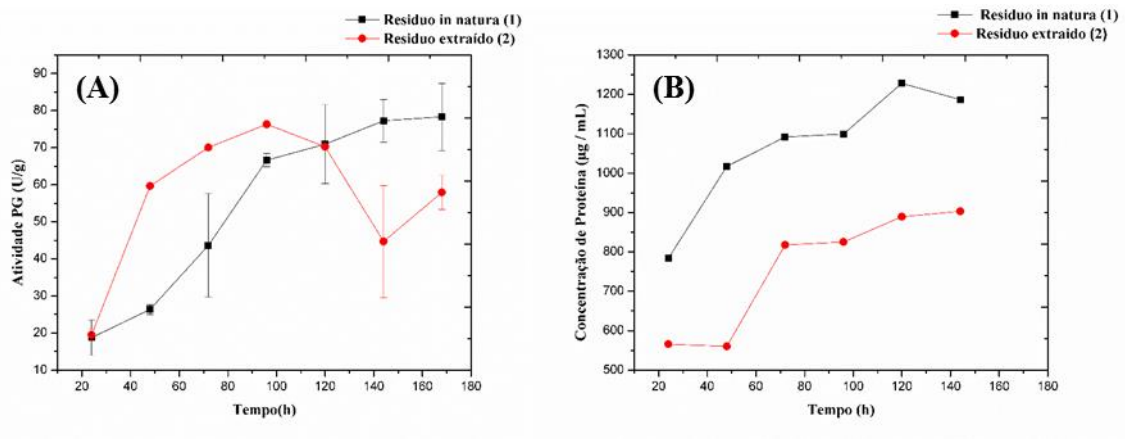 Residuo in natura (1)
Residuo extraído (2)
(A)
Atividade PG (U/g)
90
80
70
60
50
40
30
20
10
20 40 60 80 100 120 140 160 180
Tempo(h)
Residuo in natura (1)
Residuo extraido (2)
(B)
Concentração de Proteína (µg / mL)
1300
1200
1100
1000
900
800
700
600
500
20 40 60 80 100 120 140 160 180
Tempo (h)